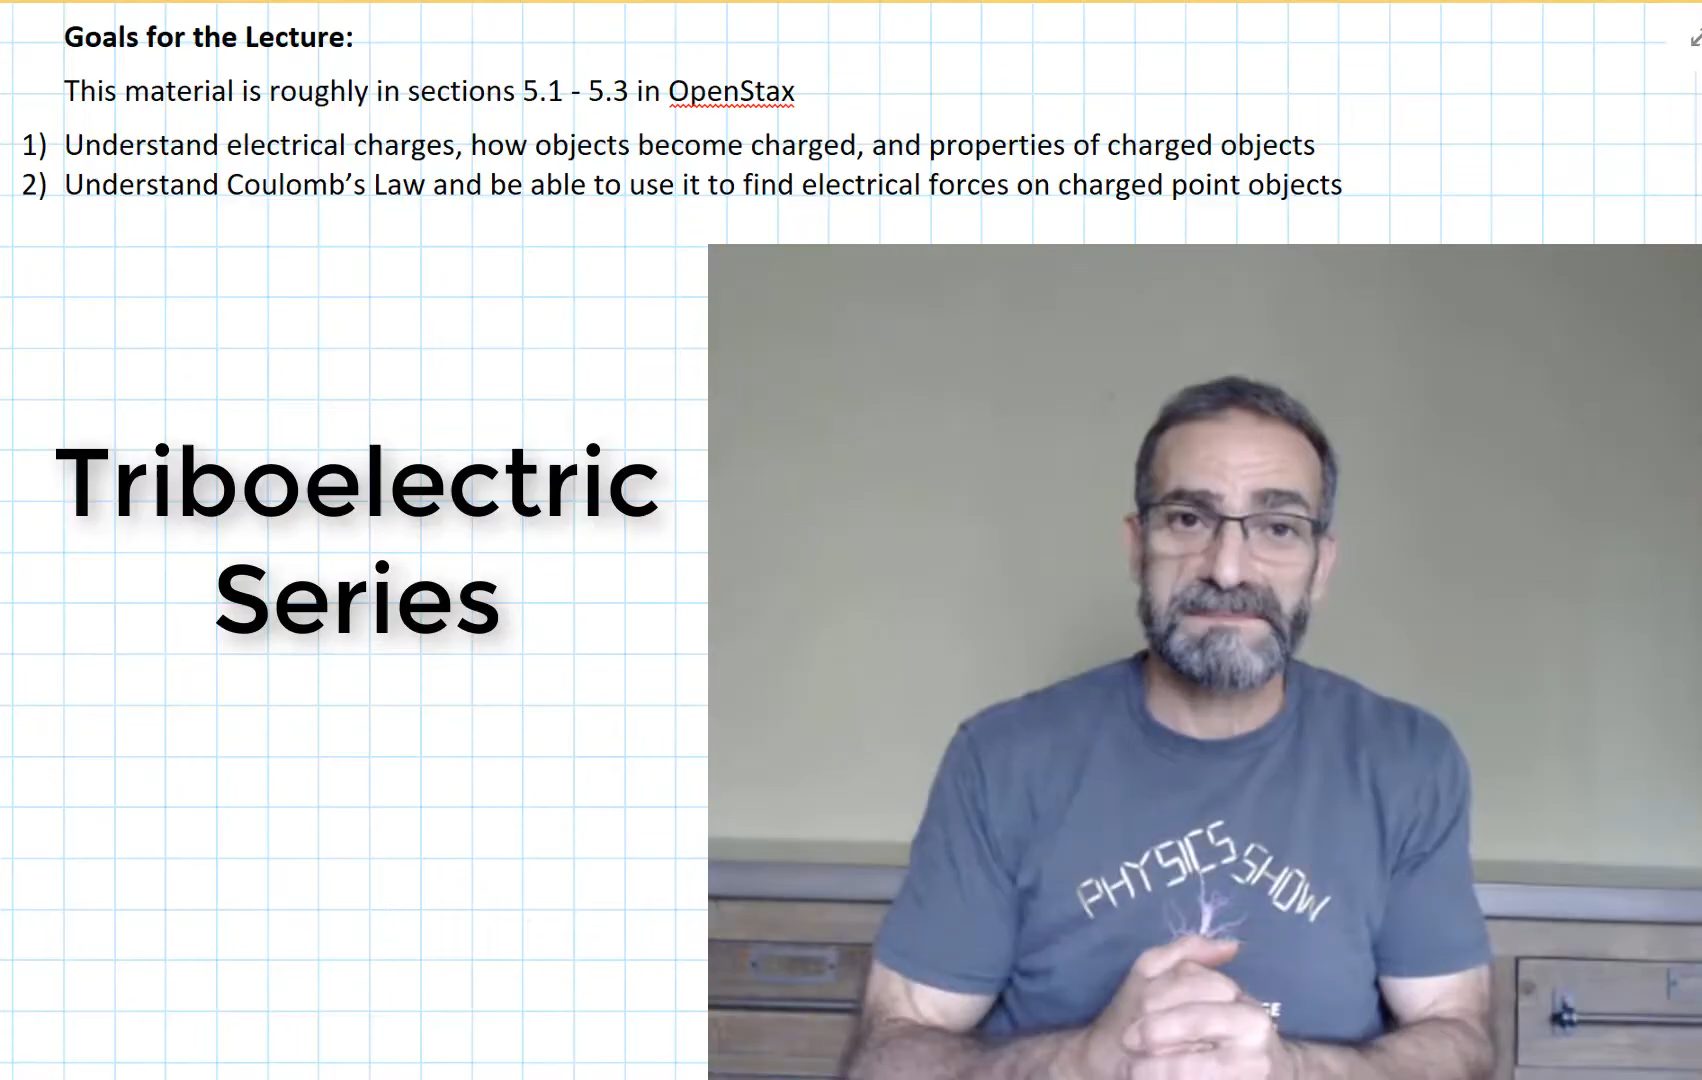 Goals for the Lecture:
This material is roughly in sections 5.1 - 5.3 in OpenStax
1) Understand electrical charges, how objects become charged, and properties of charged objects
2) Understand Coulomb’s Law and be able to use it to find electrical forces on charged point objects
Triboelectric
Series
PHYSICS SHOW